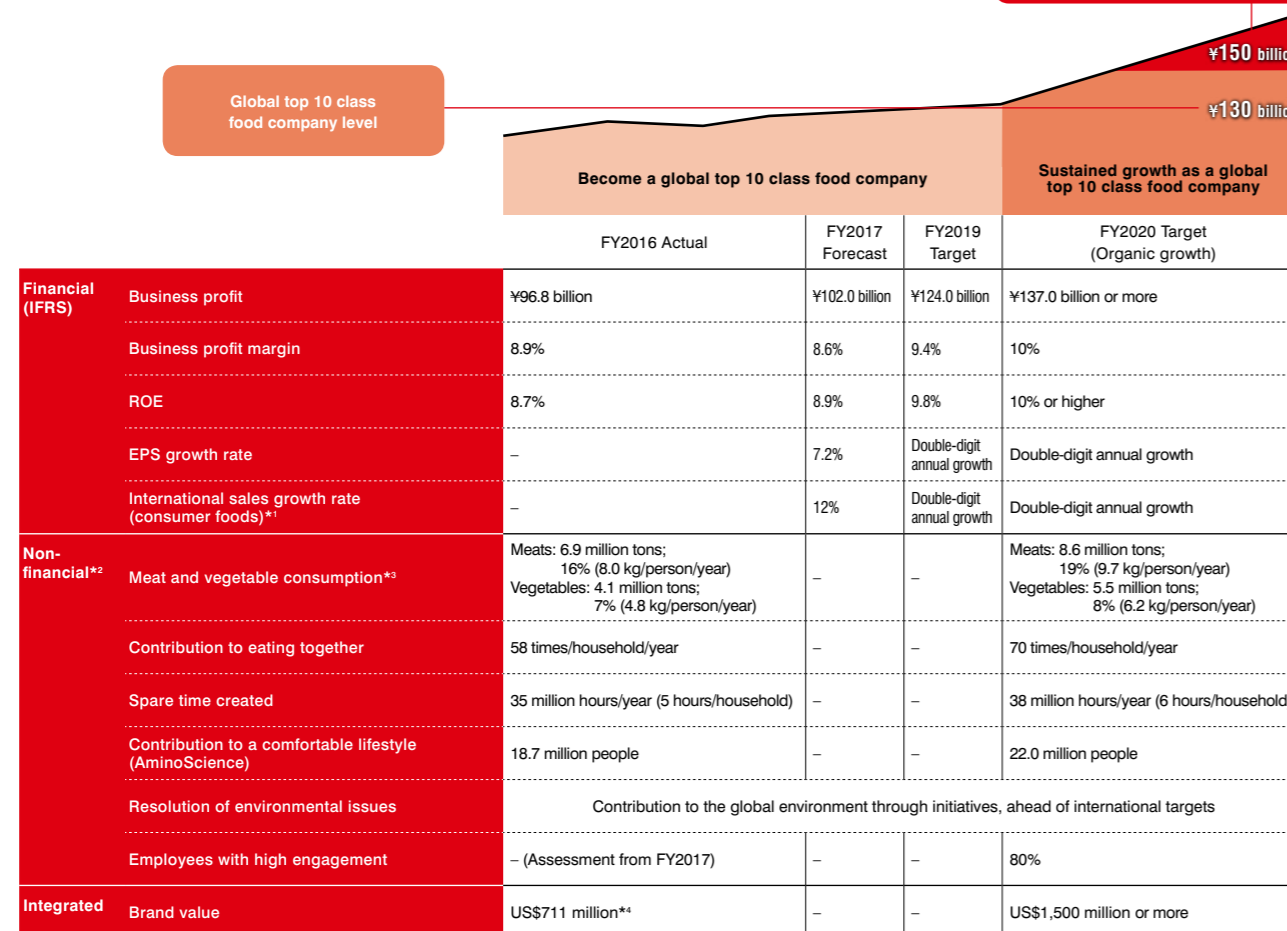 ¥150 billio
Global top 10 class
food company level
¥130 billio
Become a global top 10 class food company
Sustained growth as a global
top 10 class food company
FY2016 Actual
FY2017
Forecast
FY2019
Target
FY2020 Target
(Organic growth)
Financial
(IFRS)
Business profit
¥96.8 billion
¥102.0 billion
¥124.0 billion
¥137.0 billion or more
Business profit margin
8.9%
8.6%
9.4%
10%
ROE
8.7%
8.9%
9.8%
10% or higher
EPS growth rate
–
7.2%
Double-digit
annual growth
Double-digit annual growth
International sales growth rate
(consumer foods)*¹
–
12%
Double-digit
annual growth
Double-digit annual growth
Non-
financial*²
Meat and vegetable consumption*³
Meats: 6.9 million tons;
16% (8.0 kg/person/year)
Vegetables: 4.1 million tons;
7% (4.8 kg/person/year)
–
–
Meats: 8.6 million tons;
19% (9.7 kg/person/year)
Vegetables: 5.5 million tons;
8% (6.2 kg/person/year)
Contribution to eating together
58 times/household/year
–
–
70 times/household/year
Spare time created
35 million hours/year (5 hours/household)
–
–
38 million hours/year (6 hours/household
Contribution to a comfortable lifestyle
(AminoScience)
18.7 million people
–
–
22.0 million people
Resolution of environmental issues
Contribution to the global environment through initiatives, ahead of international targets
Employees with high engagement
– (Assessment from FY2017)
–
–
80%
Integrated
Brand value
US$711 million*⁴
–
–
US$1,500 million or more